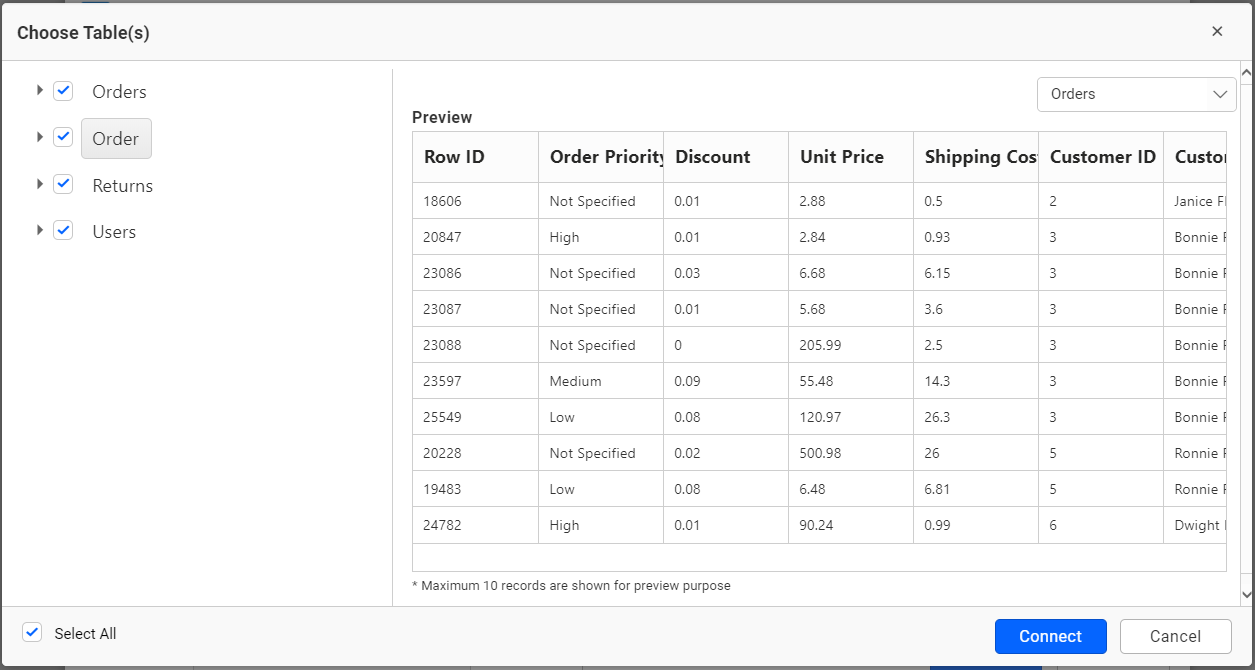 Choose Table(s)
Orders
Order
Returns
Users
Orders
Preview
Row ID Order Priority Discount Unit Price Shipping Cos Customer ID Custo
18606 Not Specified 0.01 2.88 0.5 2 Janice Fl
20847 High 0.01 2.84 0.93 3 Bonnie
23086 Not Specified 0.03 6.68 6.15 3 Bonnie
23087 Not Specified 0.01 5.68 3.6 3 Bonnie
23088 Not Specified 0 205.99 2.5 3 Bonnie
23597 Medium 0.09 55.48 14.3 3 Bonnie
25549 Low 0.08 120.97 26.3 3 Bonnie
20228 Not Specified 0.02 500.98 26 5 Ronnie
19483 Low 0.08 6.48 6.81 5 Ronnie
24782 High 0.01 90.24 0.99 6 Dwight
* Maximum 10 records are shown for preview purpose
Select All
Connect
Cancel